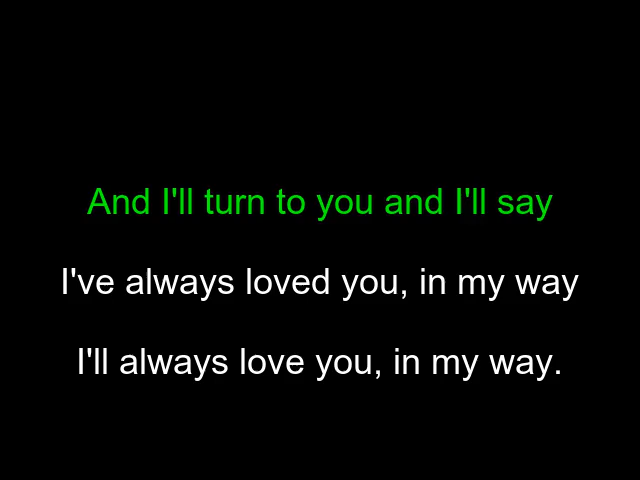 And I'll turn to you and I'll say
I've always loved you, in my way
I'll always love you, in my way.